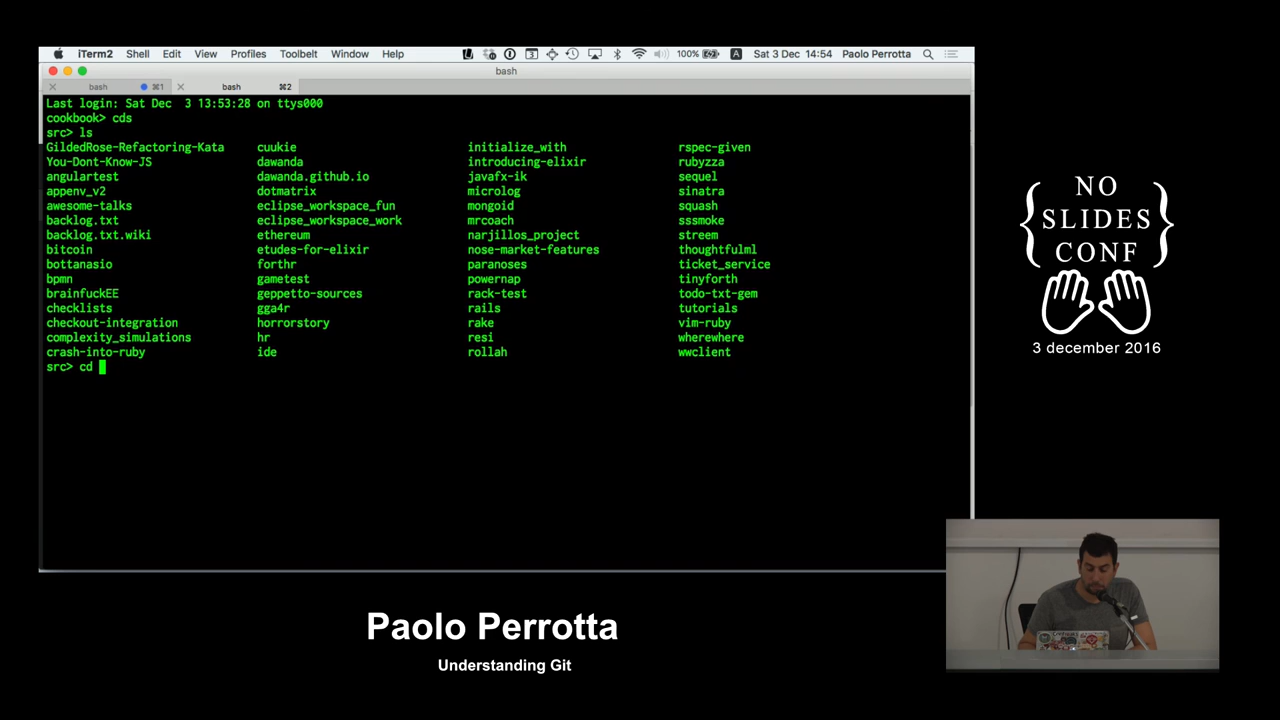 iTerm2 Shell Edit View Profiles Toolbelt Window Help 100% A Sat 3 Dec 14:54 Paolo Perrotta
bash
bash ⌘1 bash ⌘2
Last login: Sat Dec  3 13:53:28 on ttys000
cookbook> cds
src> ls
GildedRose-Refactoring-Kata cuukie initialize_with rspec-given
You-Dont-Know-JS dawanda introducing-elixir rubyzza
angulartest dawanda.github.io javafx-ik sequel
appenv_v2 dotmatrix microlog sinatra
awesome-talks eclipse_workspace_fun mongoid squash
backlog.txt eclipse_workspace_work mrcoach sssmoke
backlog.txt.wiki ethereum narjillos_project streem
bitcoin etudes-for-elixir nose-market-features thoughtfulml
bottanasio forthr paranoses ticket_service
bpmn gametest powernap tinyforth
brainfuckEE geppetto-sources rack-test todo-txt-gem
checklists gga4r rails tutorials
checkout-integration horrorstory rake vim-ruby
complexity_simulations hr resi wherewhere
crash-into-ruby ide rollah wwclient
src> cd
NO
SLIDES
CONF
3 december 2016
Paolo Perrotta
Understanding Git